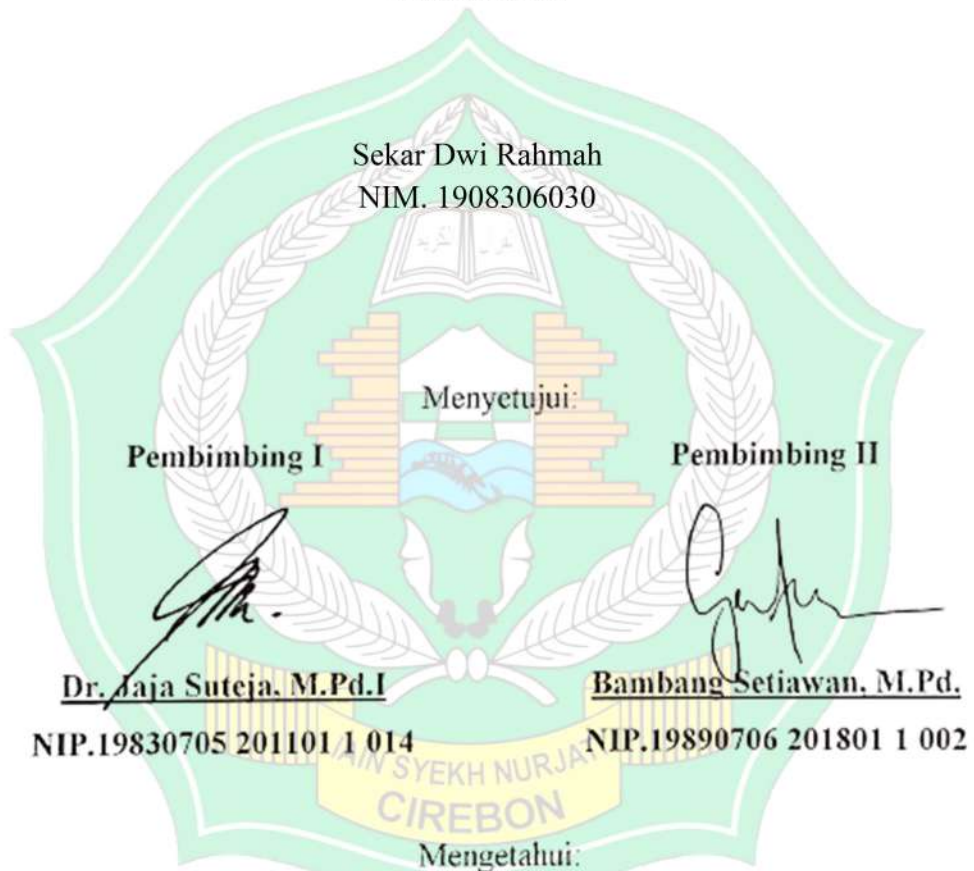 Sekar Dwi Rahmah
NIM. 1908306030
Menyetujui:
Pembimbing I
Pembimbing II
Dr. Jaja Suteja, M.Pd.I
Bambang Setiawan, M.Pd.
NIP.19830705 201101 1 014
NIP.19890706 201801 1 002
IAIN SYEKH NURJATI
CIREBON
Mengetahui: